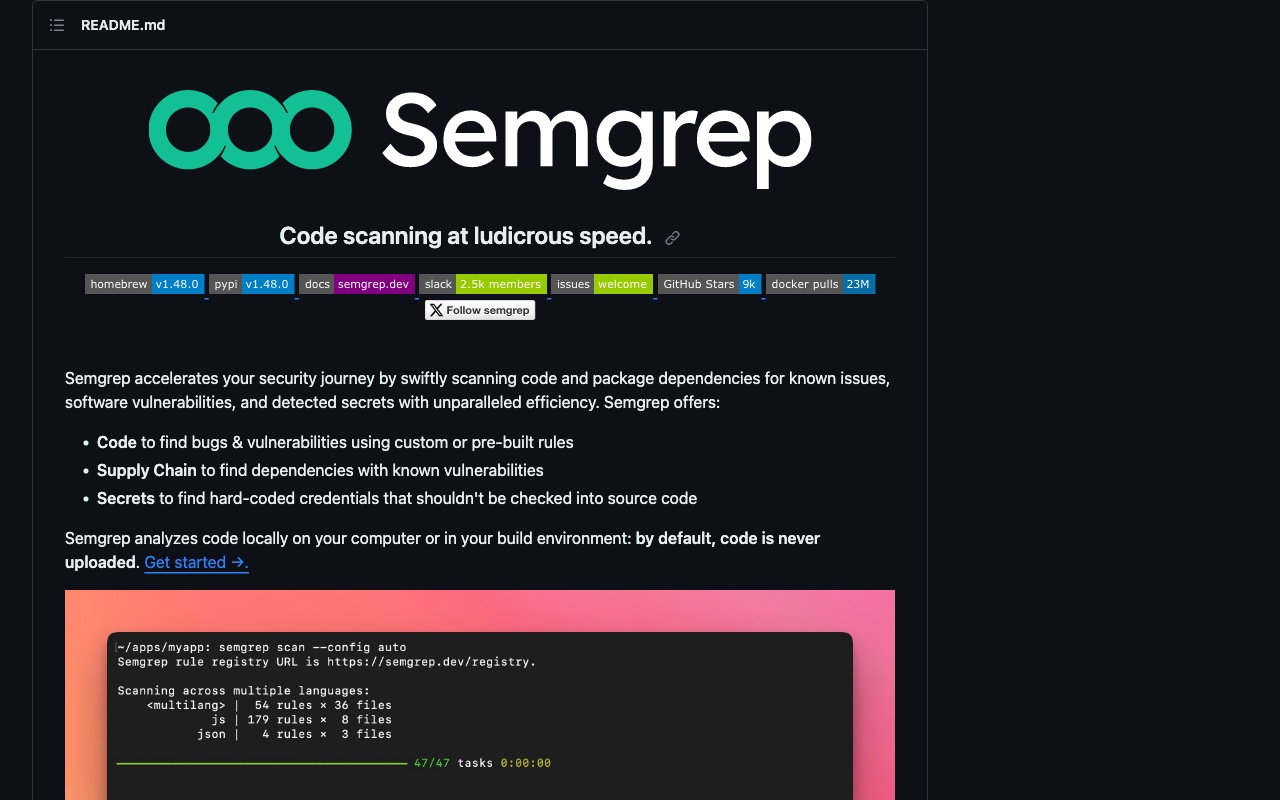 README.md
Semgrep
Code scanning at ludicrous speed.
homebrew v1.48.0 pypi v1.48.0 docs semgrep.dev slack 2.5k members issues welcome GitHub Stars 9k docker pulls 23M
Follow semgrep
Semgrep accelerates your security journey by swiftly scanning code and package dependencies for known issues,
software vulnerabilities, and detected secrets with unparalleled efficiency. Semgrep offers:
• Code to find bugs & vulnerabilities using custom or pre-built rules
• Supply Chain to find dependencies with known vulnerabilities
• Secrets to find hard-coded credentials that shouldn't be checked into source code
Semgrep analyzes code locally on your computer or in your build environment: by default, code is never
uploaded. Get started →.
~/apps/myapp: semgrep scan --config auto
Semgrep rule registry URL is https://semgrep.dev/registry.
Scanning across multiple languages:
<multilang> | 54 rules × 36 files
js | 179 rules × 8 files
json | 4 rules × 3 files
47/47 tasks 0:00:00